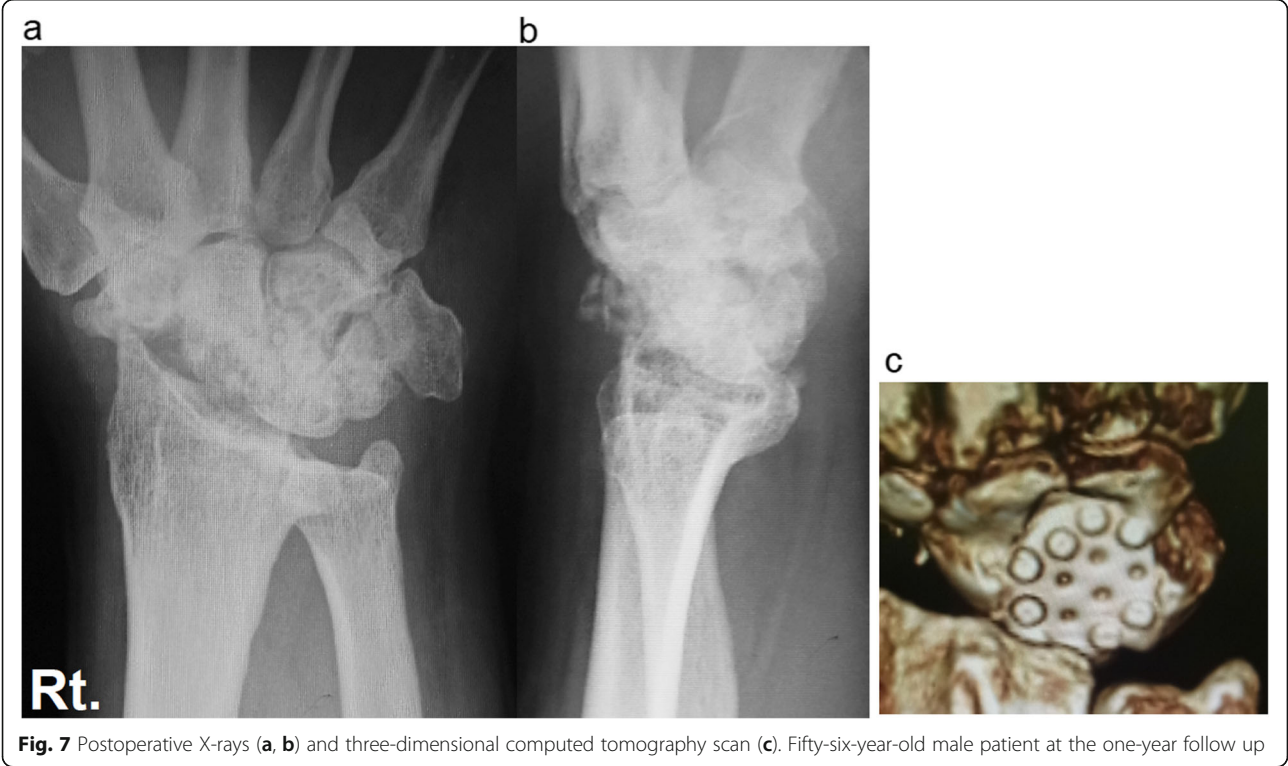 a
b
Rt.
c
Fig. 7 Postoperative X-rays (a, b) and three-dimensional computed tomography scan (c). Fifty-six-year-old male patient at the one-year follow up